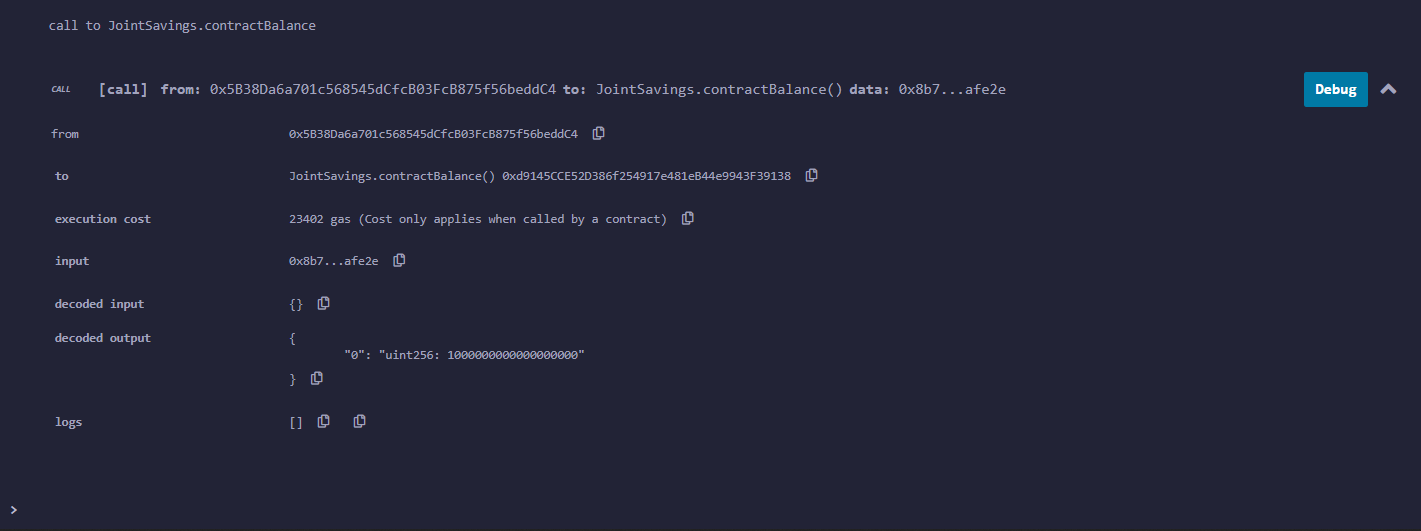 call to JointSavings.contractBalance
CALL [call] from: 0x5B38Da6a701c568545dCfcB03FcB875f56beddC4 to: JointSavings.contractBalance() data: 0x8b7...afe2e Debug
from 0x5B38Da6a701c568545dCfcB03FcB875f56beddC4
to JointSavings.contractBalance() 0xd9145CCE52D386f254917e481eB44e9943F39138
execution cost 23402 gas (Cost only applies when called by a contract)
input 0x8b7...afe2e
decoded input {}
decoded output {
"0": "uint256: 1000000000000000000"
}
logs []
>